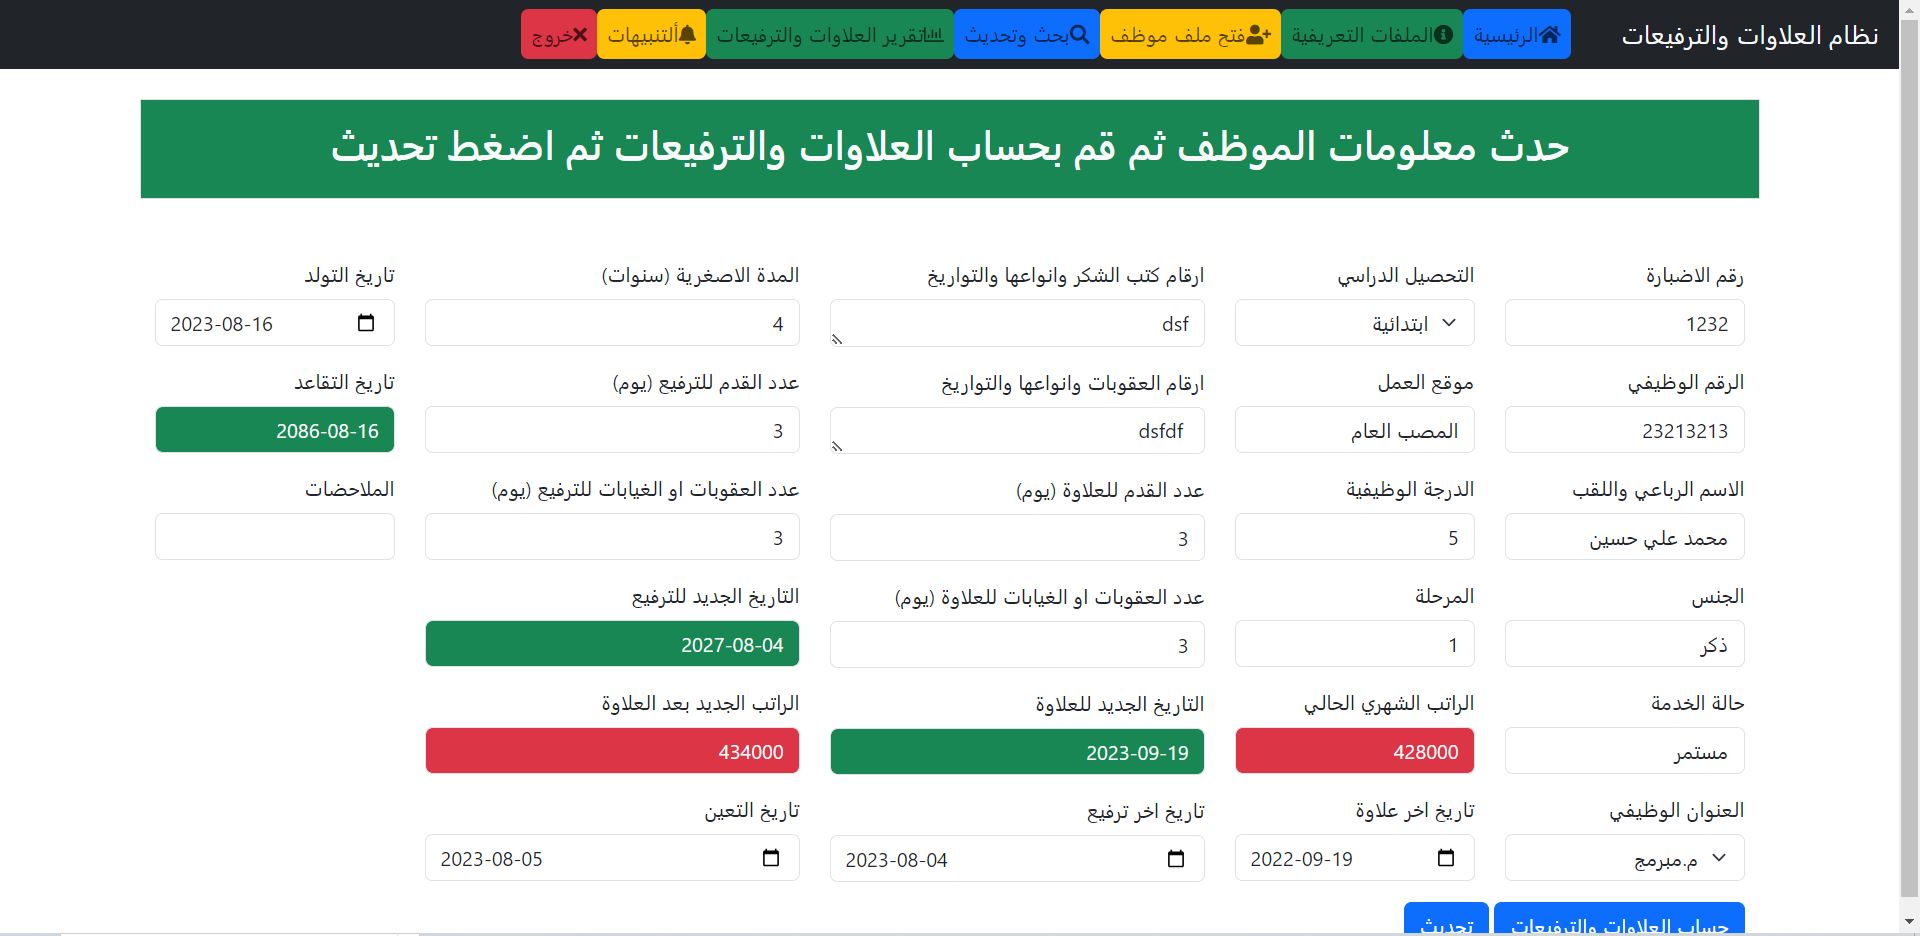 نظام العلاوات والترفيعات
الرئيسية
الملفات التعريفية
فتح ملف موظف
بحث وتحديث
تقرير العلاوات والترفيعات
ألتنبيهات
خروج
حدث معلومات الموظف ثم قم بحساب العلاوات والترفيعات ثم اضغط تحديث
رقم الاضبارة
1232
الرقم الوظيفي
23213213
الاسم الرباعي واللقب
محمد علي حسين
الجنس
ذكر
حالة الخدمة
مستمر
العنوان الوظيفي
م.مبرمج
التحصيل الدراسي
ابتدائية
موقع العمل
المصب العام
الدرجة الوظيفية
5
المرحلة
1
الراتب الشهري الحالي
428000
تاريخ اخر علاوة
2022-09-19
ارقام كتب الشكر وانواعها والتواريخ
dsf
ارقام العقوبات وانواعها والتواريخ
dsfdf
عدد القدم للعلاوة (يوم)
3
عدد العقوبات او الغيابات للعلاوة (يوم)
3
التاريخ الجديد للعلاوة
2023-09-19
تاريخ اخر ترفيع
2023-08-04
المدة الاصغرية (سنوات)
4
عدد القدم للترفيع (يوم)
3
عدد العقوبات او الغيابات للترفيع (يوم)
3
التاريخ الجديد للترفيع
2027-08-04
الراتب الجديد بعد العلاوة
434000
تاريخ التعين
2023-08-05
تاريخ التولد
2023-08-16
تاريخ التقاعد
2086-08-16
الملاحضات
حساب العلاوات والترفيعات
تحديث